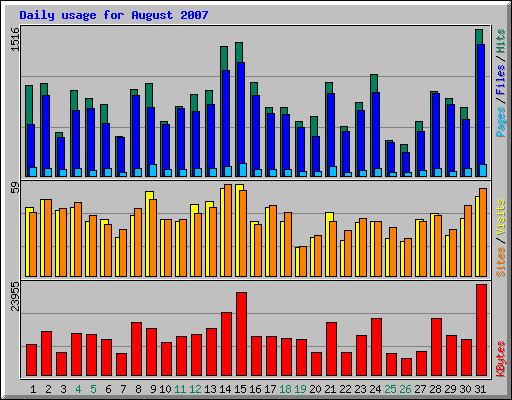 Daily usage for August 2007
1516
Pages / Files / Hits
59
Sites / Visits
23955
KBytes
1 2 3 4 5 6 7 8 9 10 11 12 13 14 15 16 17 18 19 20 21 22 23 24 25 26 27 28 29 30 31